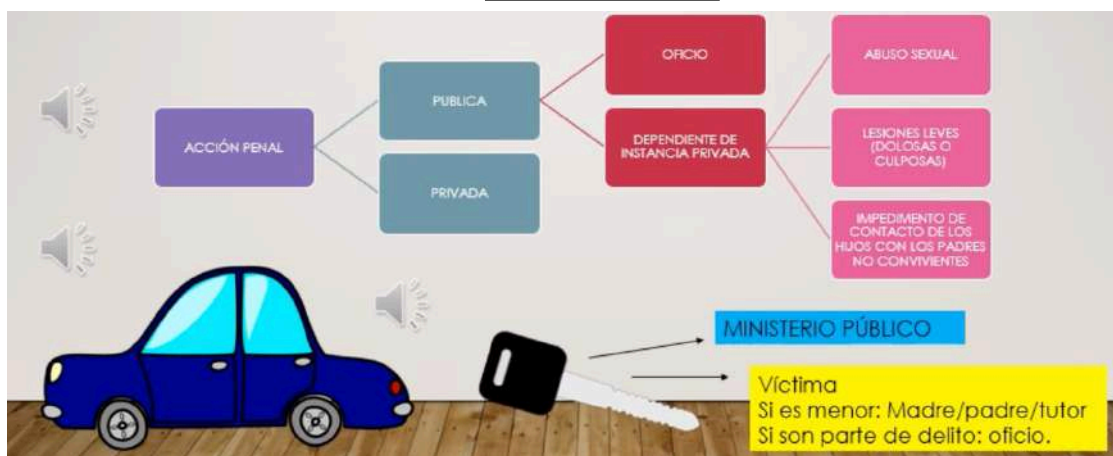 ACCIÓN PENAL
PUBLICA
PRIVADA
OFICIO
DEPENDIENTE DE
INSTANCIA PRIVADA
ABUSO SEXUAL
LESIONES LEVES
(DOLOSAS O
CULPOSAS)
IMPEDIMENTO DE
CONTACTO DE LOS
HIJOS CON LOS PADRES
NO CONVIVIENTES
MINISTERIO PÚBLICO
Víctima
Si es menor: Madre/padre/tutor
Si son parte de delito: oficio.